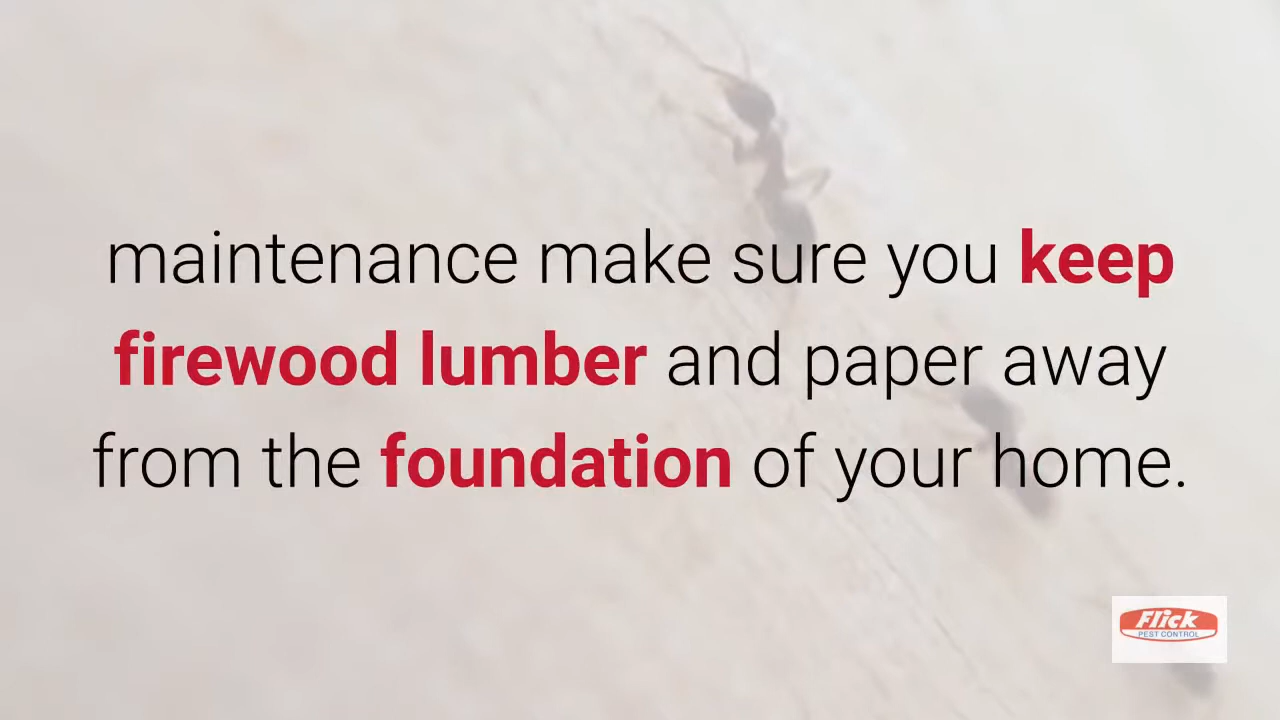 maintenance make sure you keep
firewood lumber and paper away
from the foundation of your home.
Flick
PEST CONTROL